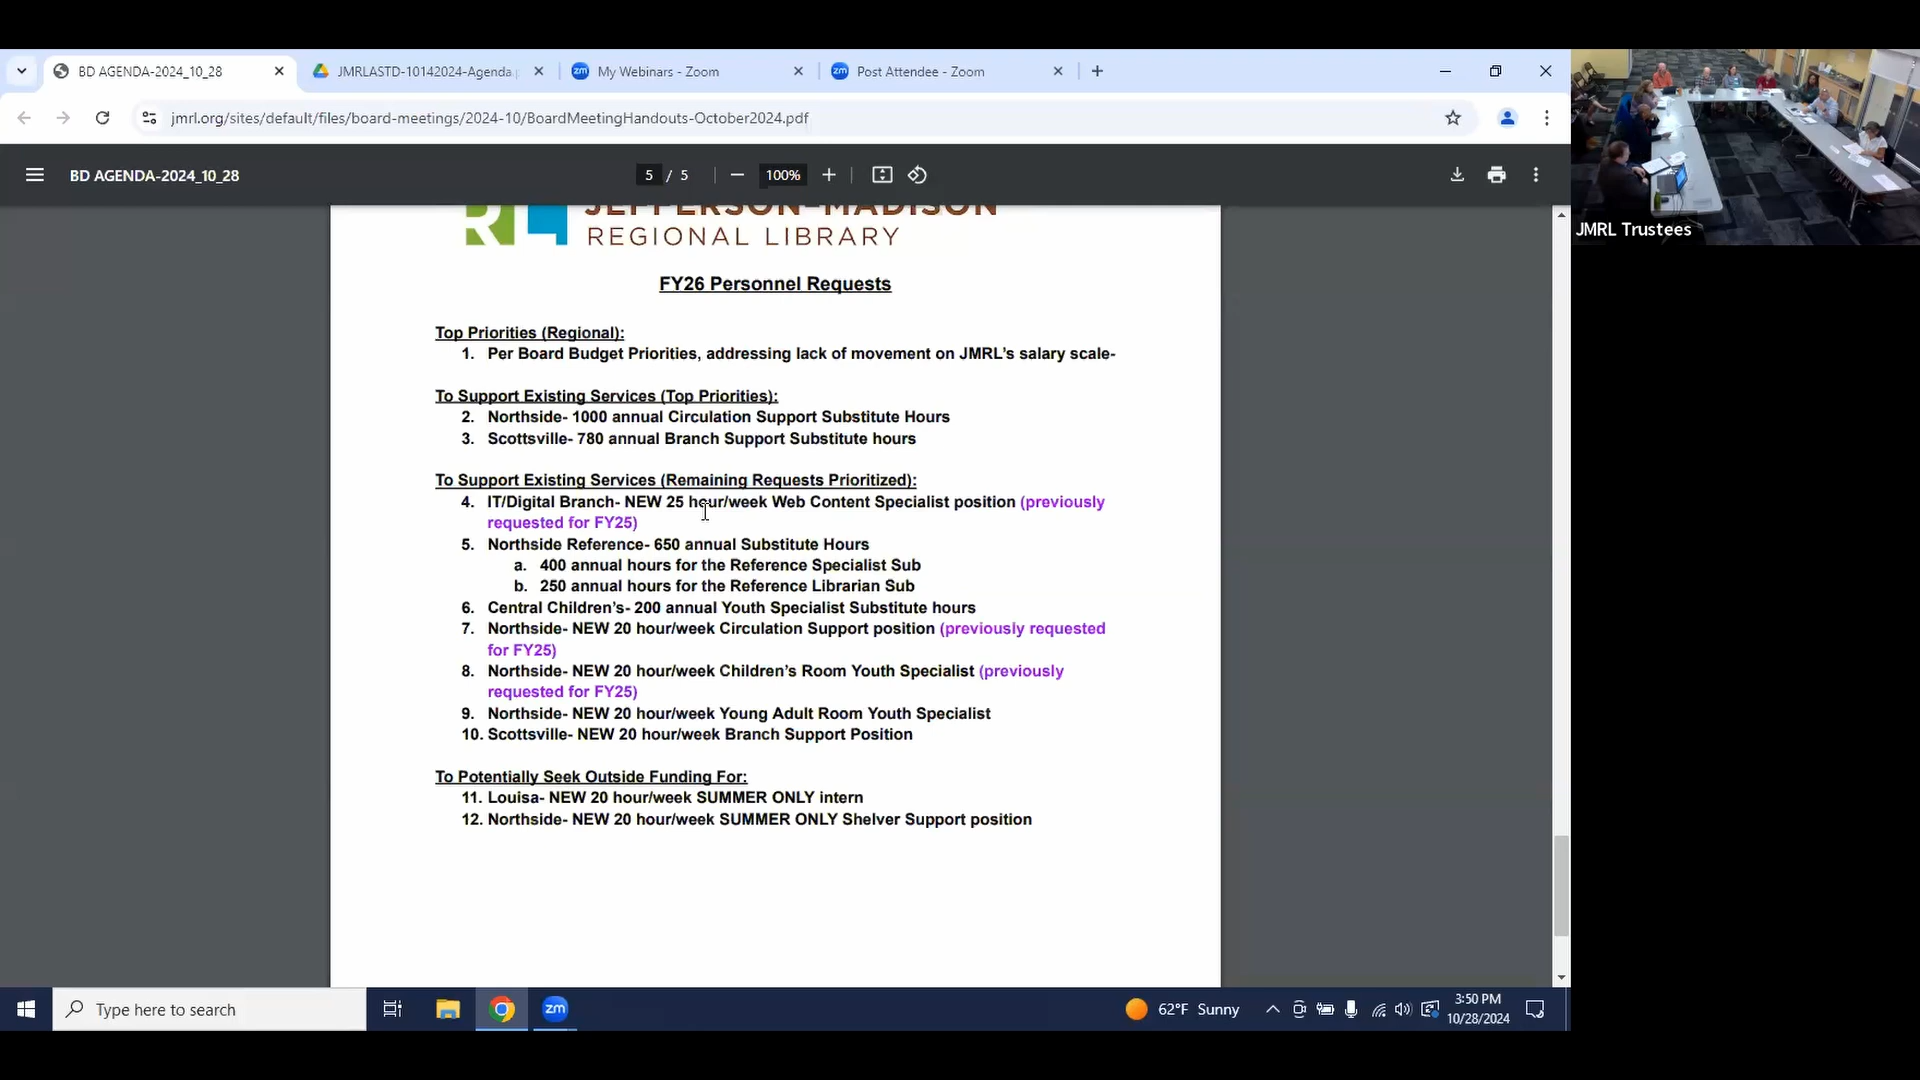 BD AGENDA-2024_10_28
JMRLASTD-10142024-Agenda.p
zm My Webinars - Zoom
zm Post Attendee - Zoom
jmrl.org/sites/default/files/board-meetings/2024-10/BoardMeetingHandouts-October2024.pdf
BD AGENDA-2024_10_28
5 / 5
100%
JMRL Trustees
JEFFERSON-MADISON
REGIONAL LIBRARY
FY26 Personnel Requests
Top Priorities (Regional):
1. Per Board Budget Priorities, addressing lack of movement on JMRL's salary scale-
To Support Existing Services (Top Priorities):
2. Northside- 1000 annual Circulation Support Substitute Hours
3. Scottsville- 780 annual Branch Support Substitute hours
To Support Existing Services (Remaining Requests Prioritized):
4. IT/Digital Branch- NEW 25 hour/week Web Content Specialist position (previously
requested for FY25)
5. Northside Reference- 650 annual Substitute Hours
a. 400 annual hours for the Reference Specialist Sub
b. 250 annual hours for the Reference Librarian Sub
6. Central Children's- 200 annual Youth Specialist Substitute hours
7. Northside- NEW 20 hour/week Circulation Support position (previously requested
for FY25)
8. Northside- NEW 20 hour/week Children's Room Youth Specialist (previously
requested for FY25)
9. Northside- NEW 20 hour/week Young Adult Room Youth Specialist
10. Scottsville- NEW 20 hour/week Branch Support Position
To Potentially Seek Outside Funding For:
11. Louisa- NEW 20 hour/week SUMMER ONLY intern
12. Northside- NEW 20 hour/week SUMMER ONLY Shelver Support position
Type here to search
zm
62°F Sunny
3:50 PM
10/28/2024